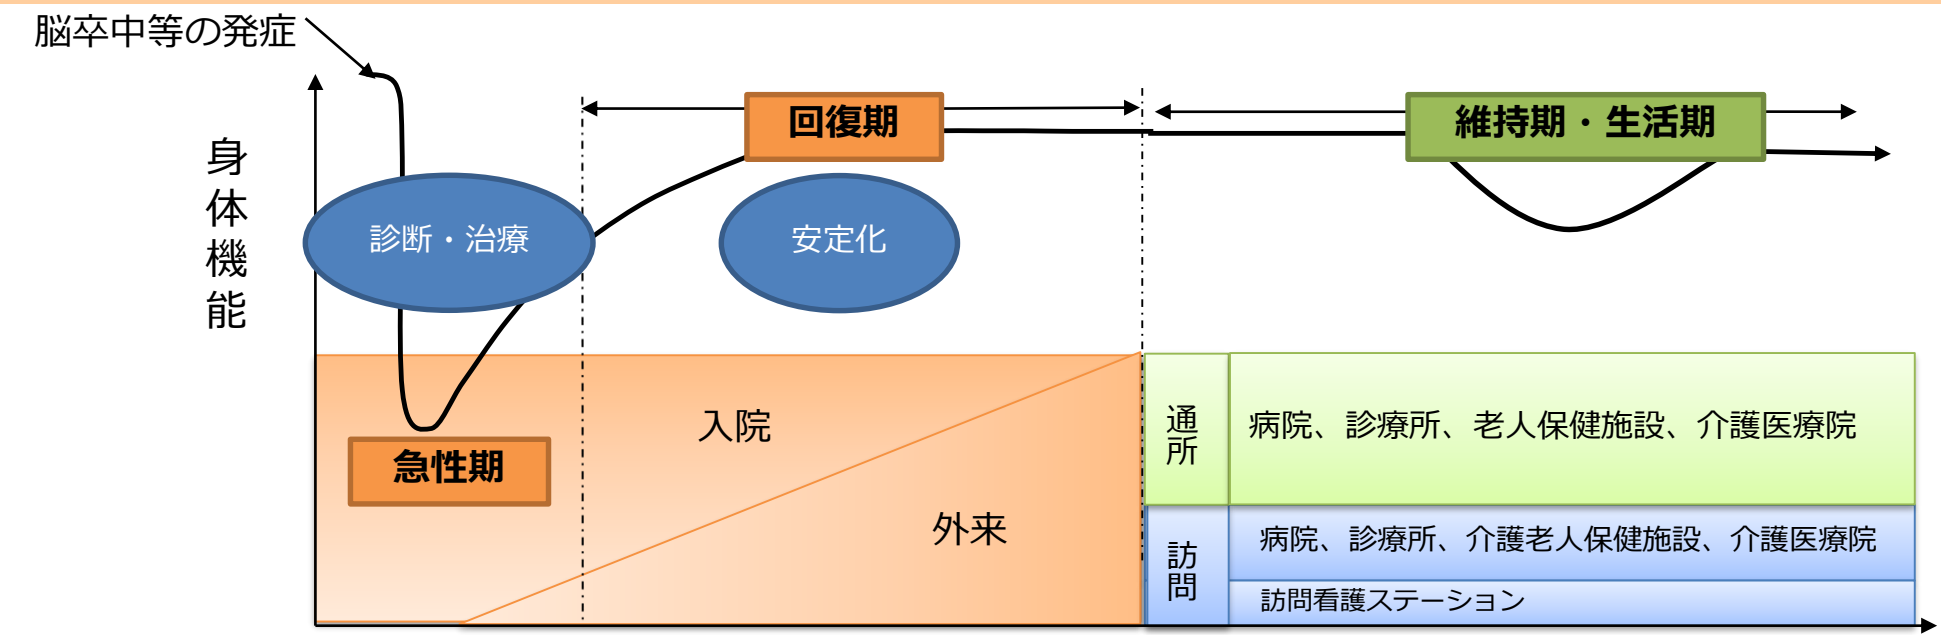 脳卒中等の発症
身体機能
回復期
維持期・生活期
診断・治療
安定化
急性期
入院
外来
通所
病院、診療所、老人保健施設、介護医療院
訪問
病院、診療所、介護老人保健施設、介護医療院
訪問看護ステーション